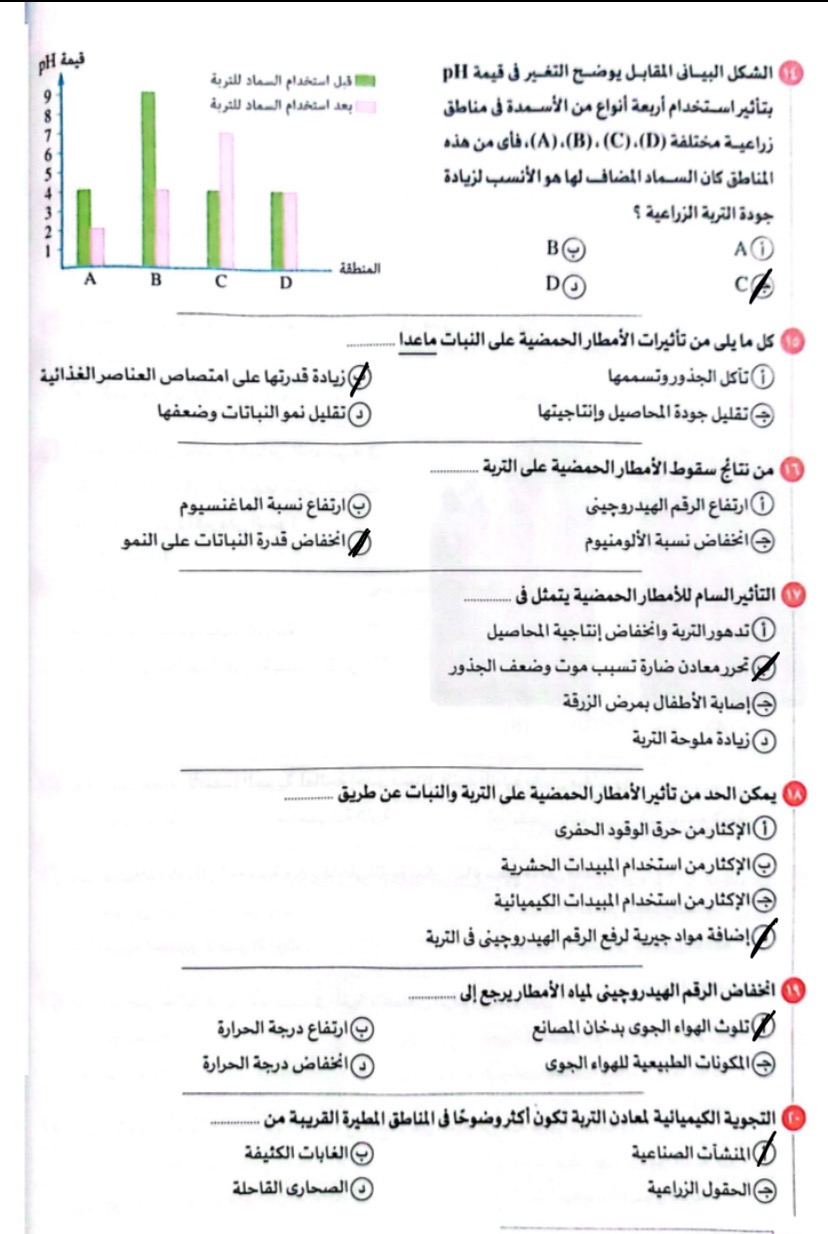 ١٤ الشكل البيانى المقابل يوضح التغير فى قيمة pH
بتأثير استخدام أربعة أنواع من الأسمدة فى مناطق
زراعية مختلفة (A)، (B)، (C)، (D)، فأى من هذه
المناطق كان السماد المضاف لها هو الأنسب لزيادة
جودة التربة الزراعية ؟
أ A
ب B
ج C
د D
قيمة pH
قبل استخدام السماد للتربة
بعد استخدام السماد للتربة
9
8
7
6
5
4
3
2
1
A B C D
المنطقة
١٥ كل ما يلى من تأثيرات الأمطار الحمضية على النبات ماعدا ............
أ تآكل الجذور وتسممها
ب زيادة قدرتها على امتصاص العناصر الغذائية
ج تقليل جودة المحاصيل وإنتاجيتها
د تقليل نمو النباتات وضعفها
١٦ من نتائج سقوط الأمطار الحمضية على التربة ............
أ ارتفاع الرقم الهيدروچينى
ب ارتفاع نسبة الماغنسيوم
ج انخفاض نسبة الألومنيوم
د انخفاض قدرة النباتات على النمو
١٧ التأثير السام للأمطار الحمضية يتمثل فى ............
أ تدهور التربة وانخفاض إنتاجية المحاصيل
ب تحرر معادن ضارة تسبب موت وضعف الجذور
ج إصابة الأطفال بمرض الزرقة
د زيادة ملوحة التربة
١٨ يمكن الحد من تأثير الأمطار الحمضية على التربة والنبات عن طريق ............
أ الإكثار من حرق الوقود الحفرى
ب الإكثار من استخدام المبيدات الحشرية
ج الإكثار من استخدام المبيدات الكيميائية
د إضافة مواد جيرية لرفع الرقم الهيدروچينى فى التربة
١٩ انخفاض الرقم الهيدروچينى لمياه الأمطار يرجع إلى ............
أ تلوث الهواء الجوى بدخان المصانع
ب ارتفاع درجة الحرارة
ج المكونات الطبيعية للهواء الجوى
د انخفاض درجة الحرارة
٢٠ التجوية الكيميائية لمعادن التربة تكون أكثر وضوحًا فى المناطق المطيرة القريبة من ............
أ المنشآت الصناعية
ب الغابات الكثيفة
ج الحقول الزراعية
د الصحارى القاحلة